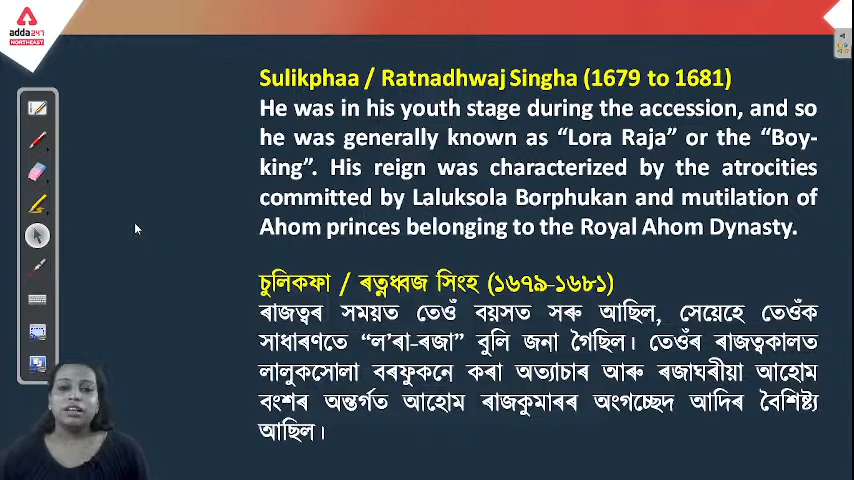 adda247
NORTHEAST
Sulikphaa / Ratnadhwaj Singha (1679 to 1681)
He was in his youth stage during the accession, and so
he was generally known as “Lora Raja” or the “Boy-
king”. His reign was characterized by the atrocities
committed by Laluksola Borphukan and mutilation of
Ahom princes belonging to the Royal Ahom Dynasty.
চুলিকফা / ৰত্নধ্বজ সিংহ (১৬৭৯-১৬৮১)
ৰাজত্বৰ সময়ত তেওঁ বয়সত সৰু আছিল, সেয়েহে তেওঁক
সাধাৰণতে “ল'ৰা-ৰজা” বুলি জনা গৈছিল। তেওঁৰ ৰাজত্বকালত
লালুকসোলা বৰফুকনে কৰা অত্যাচাৰ আৰু ৰজাঘৰীয়া আহোম
বংশৰ অন্তৰ্গত আহোম ৰাজকুমাৰৰ অংগচ্ছেদ আদিৰ বৈশিষ্ট্য
আছিল।